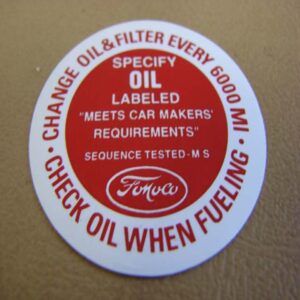 · CHANGE OIL & FILTER EVERY 6000 MI ·
SPECIFY
OIL
LABELED
"MEETS CAR MAKERS'
REQUIREMENTS"
SEQUENCE TESTED-M S
FoMoCo
CHECK OIL WHEN FUELING